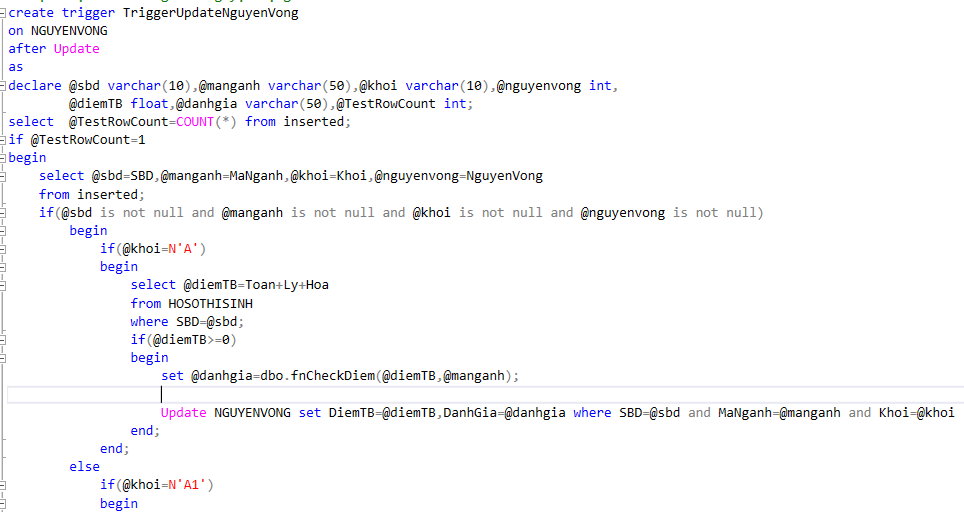 create trigger TriggerUpdateNguyenVong
on NGUYENVONG
after Update
as
declare @sbd varchar(10),@manganh varchar(50),@khoi varchar(10),@nguyenvong int,
@diemTB float,@danhgia varchar(50),@TestRowCount int;
select  @TestRowCount=COUNT(*) from inserted;
if @TestRowCount=1
begin
select @sbd=SBD,@manganh=MaNganh,@khoi=Khoi,@nguyenvong=NguyenVong
from inserted;
if(@sbd is not null and @manganh is not null and @khoi is not null and @nguyenvong is not null)
begin
if(@khoi=N'A')
begin
select @diemTB=Toan+Ly+Hoa
from HOSOTHISINH
where SBD=@sbd;
if(@diemTB>=0)
begin
set @danhgia=dbo.fnCheckDiem(@diemTB,@manganh);
Update NGUYENVONG set DiemTB=@diemTB,DanhGia=@danhgia where SBD=@sbd and MaNganh=@manganh and Khoi=@khoi
end;
end;
else
if(@khoi=N'A1')
begin